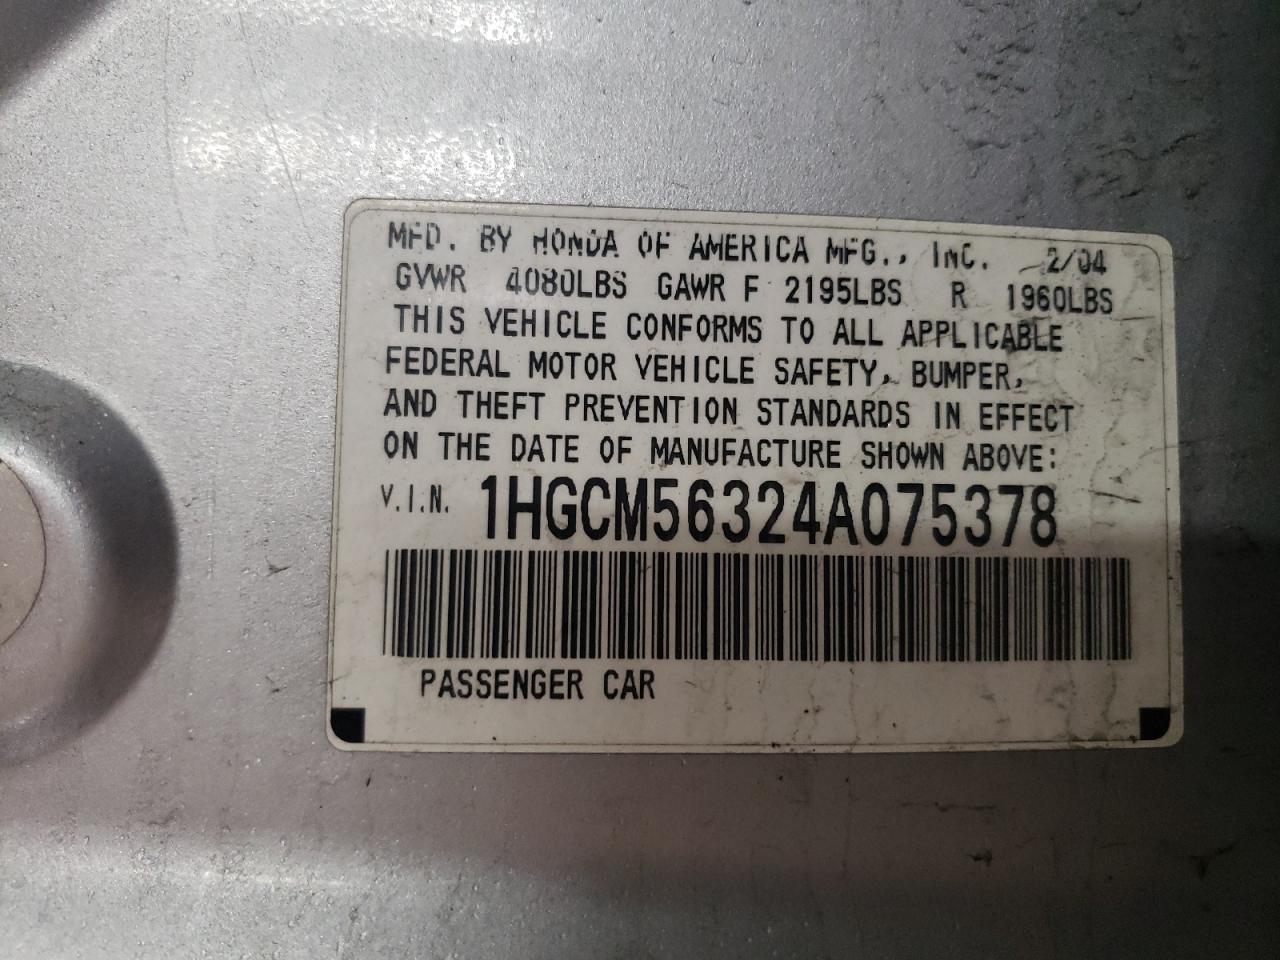 MFD. BY HONDA OF AMERICA MFG., INC. 2/04
GVWR 4080LBS GAWR F 2195LBS R 1960LBS
THIS VEHICLE CONFORMS TO ALL APPLICABLE
FEDERAL MOTOR VEHICLE SAFETY, BUMPER,
AND THEFT PREVENTION STANDARDS IN EFFECT
ON THE DATE OF MANUFACTURE SHOWN ABOVE:
V.I.N. 1HGCM56324A075378
PASSENGER CAR